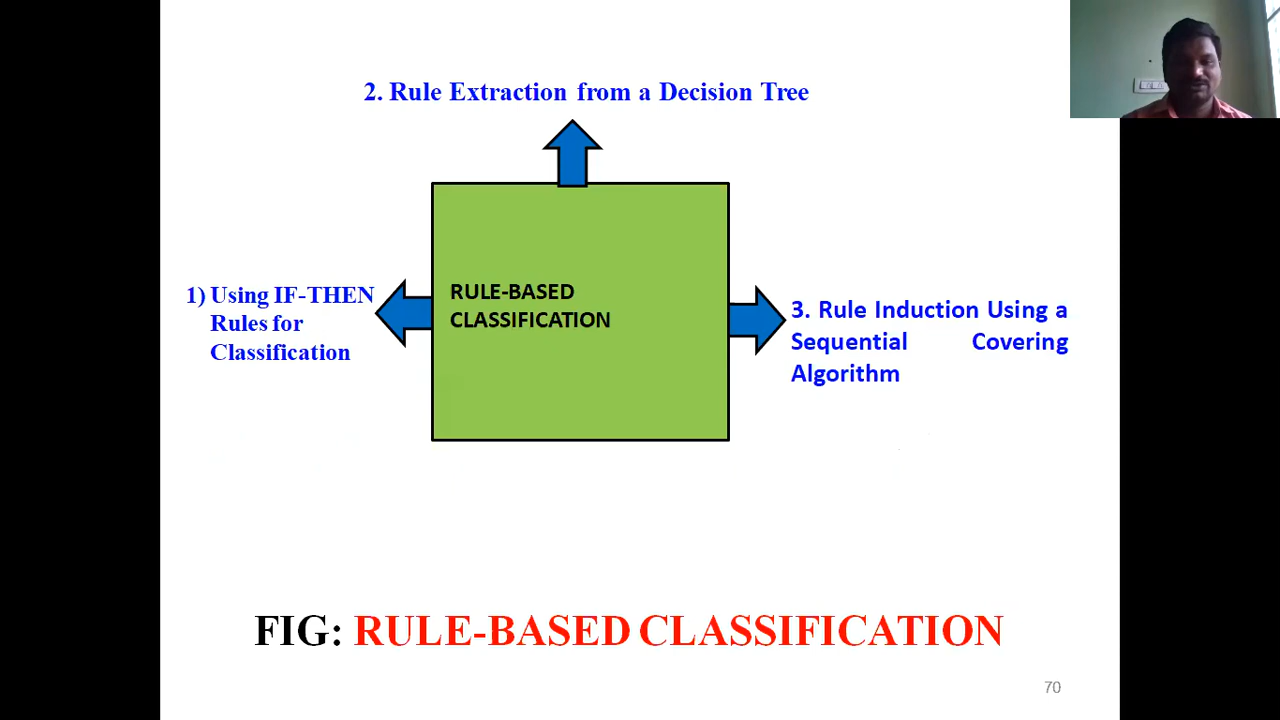 2. Rule Extraction from a Decision Tree
1) Using IF-THEN
Rules for
Classification
RULE-BASED
CLASSIFICATION
3. Rule Induction Using a
Sequential Covering
Algorithm
FIG: RULE-BASED CLASSIFICATION
70